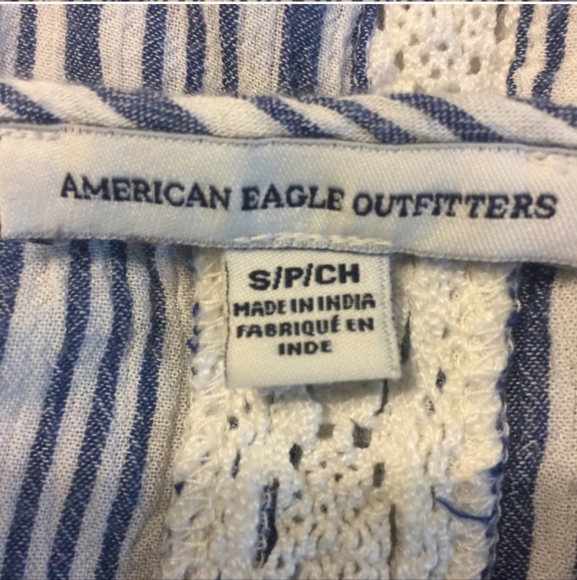 AMERICAN EAGLE OUTFITTERS
S/P/CH
MADE IN INDIA
FABRIQUÉ EN
INDE